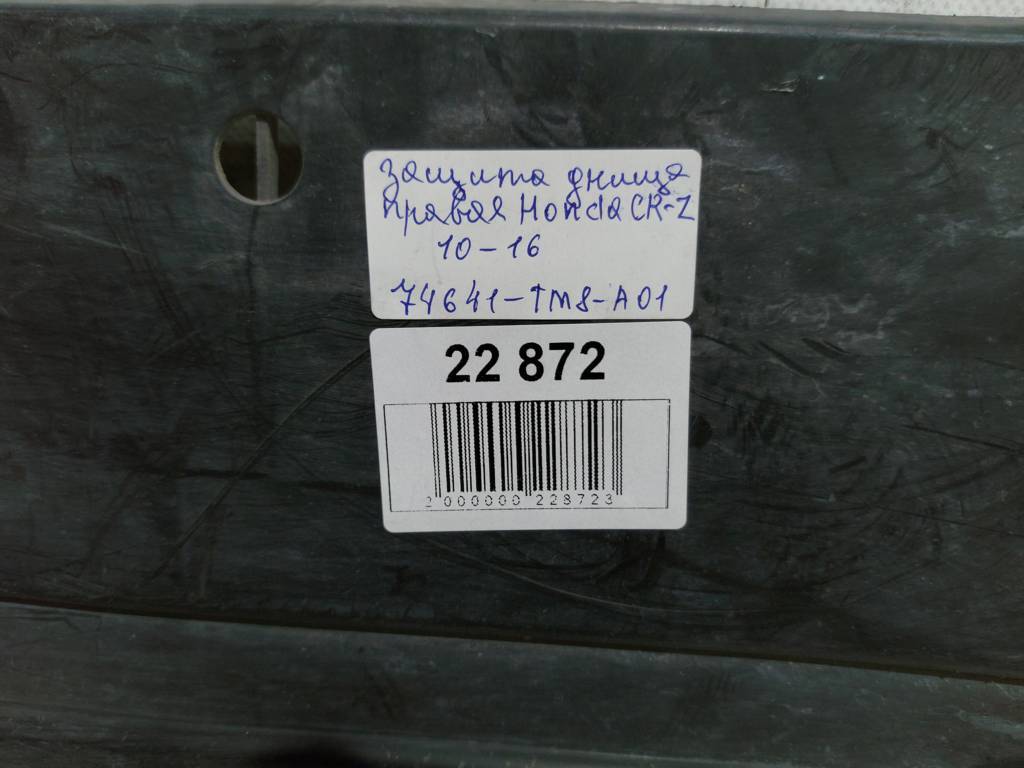 Защита днища
правая Honda CR-Z
10-16
74641-TM8-A01
22 872
2 000000 228723